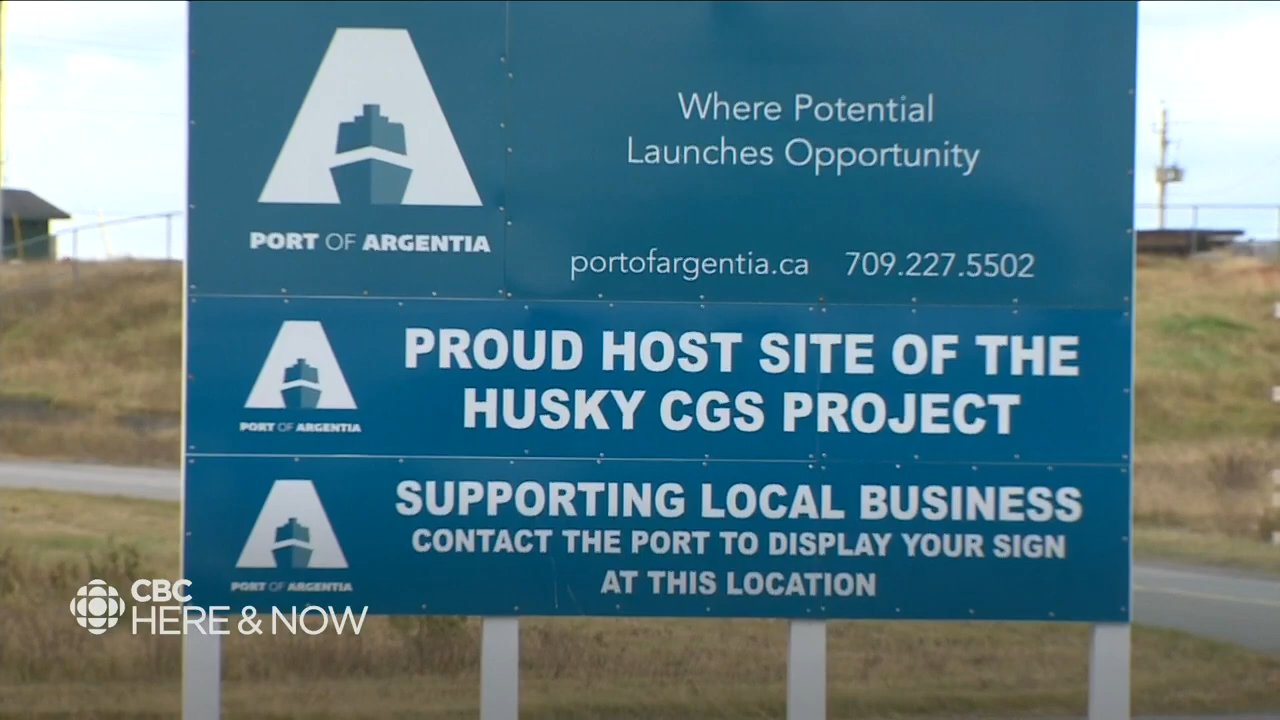 Where Potential
Launches Opportunity
PORT OF ARGENTIA
portofargentia.ca 709.227.5502
PROUD HOST SITE OF THE
HUSKY CGS PROJECT
PORT OF ARGENTIA
SUPPORTING LOCAL BUSINESS
CONTACT THE PORT TO DISPLAY YOUR SIGN
AT THIS LOCATION
PORT OF ARGENTIA
CBC
HERE & NOW